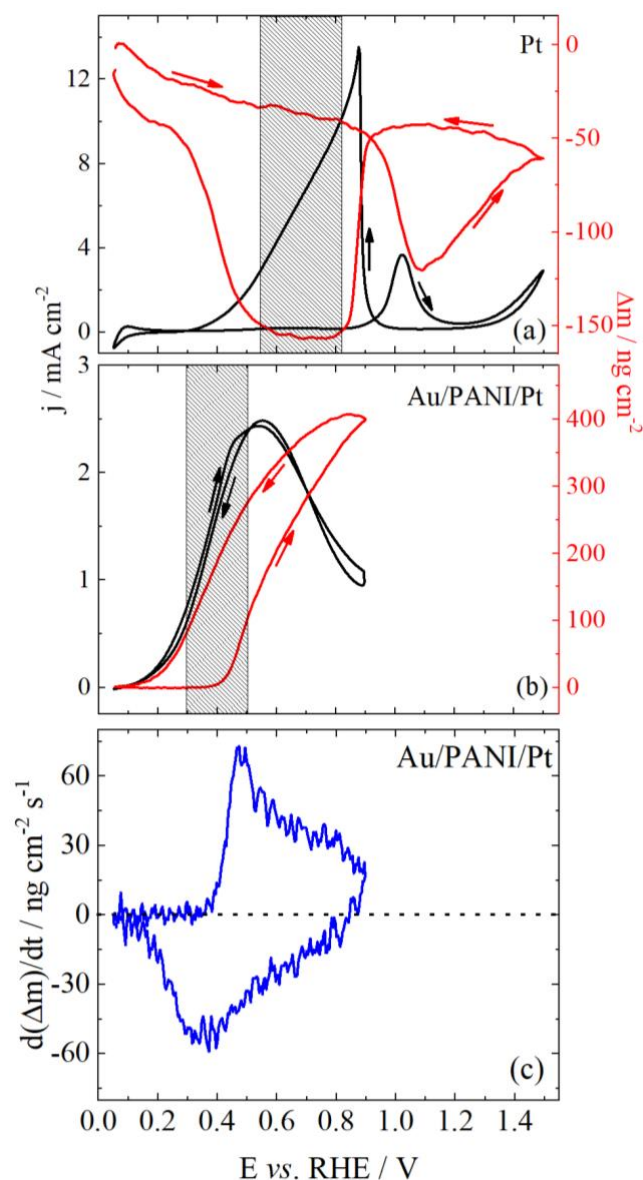 Pt
12
8
4
0
0
-50
-100
-150
(a)
j / mA cm⁻²
Δm / ng cm⁻²
Au/PANI/Pt
3
2
1
0
400
300
200
100
0
(b)
Au/PANI/Pt
60
30
0
-30
-60
d(Δm)/dt / ng cm⁻² s⁻¹
(c)
0.0 0.2 0.4 0.6 0.8 1.0 1.2 1.4
E vs. RHE / V